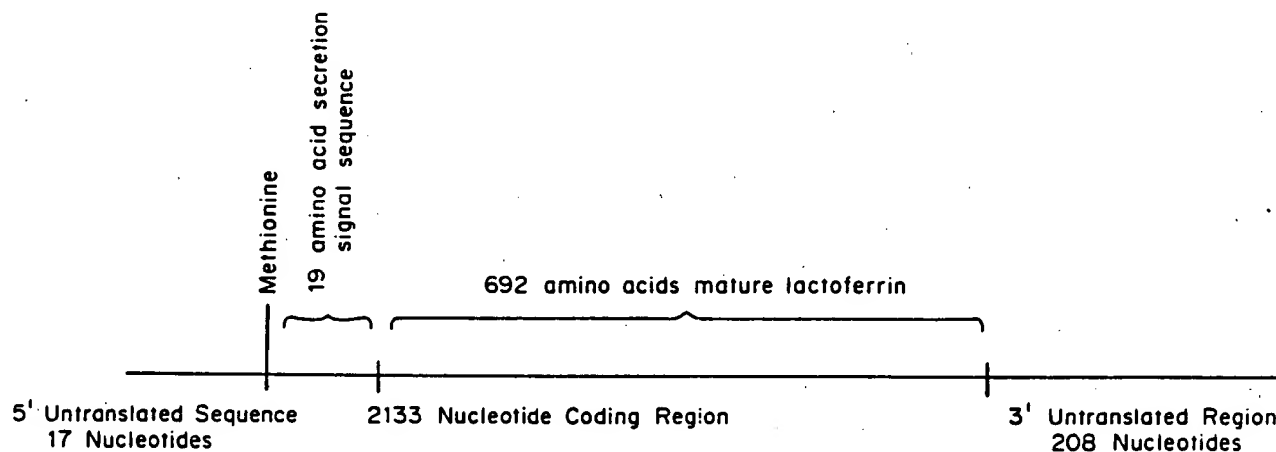 Methionine
19 amino acid secretion
signal sequence
692 amino acids mature lactoferrin
5' Untranslated Sequence
17 Nucleotides
2133 Nucleotide Coding Region
3' Untranslated Region
208 Nucleotides